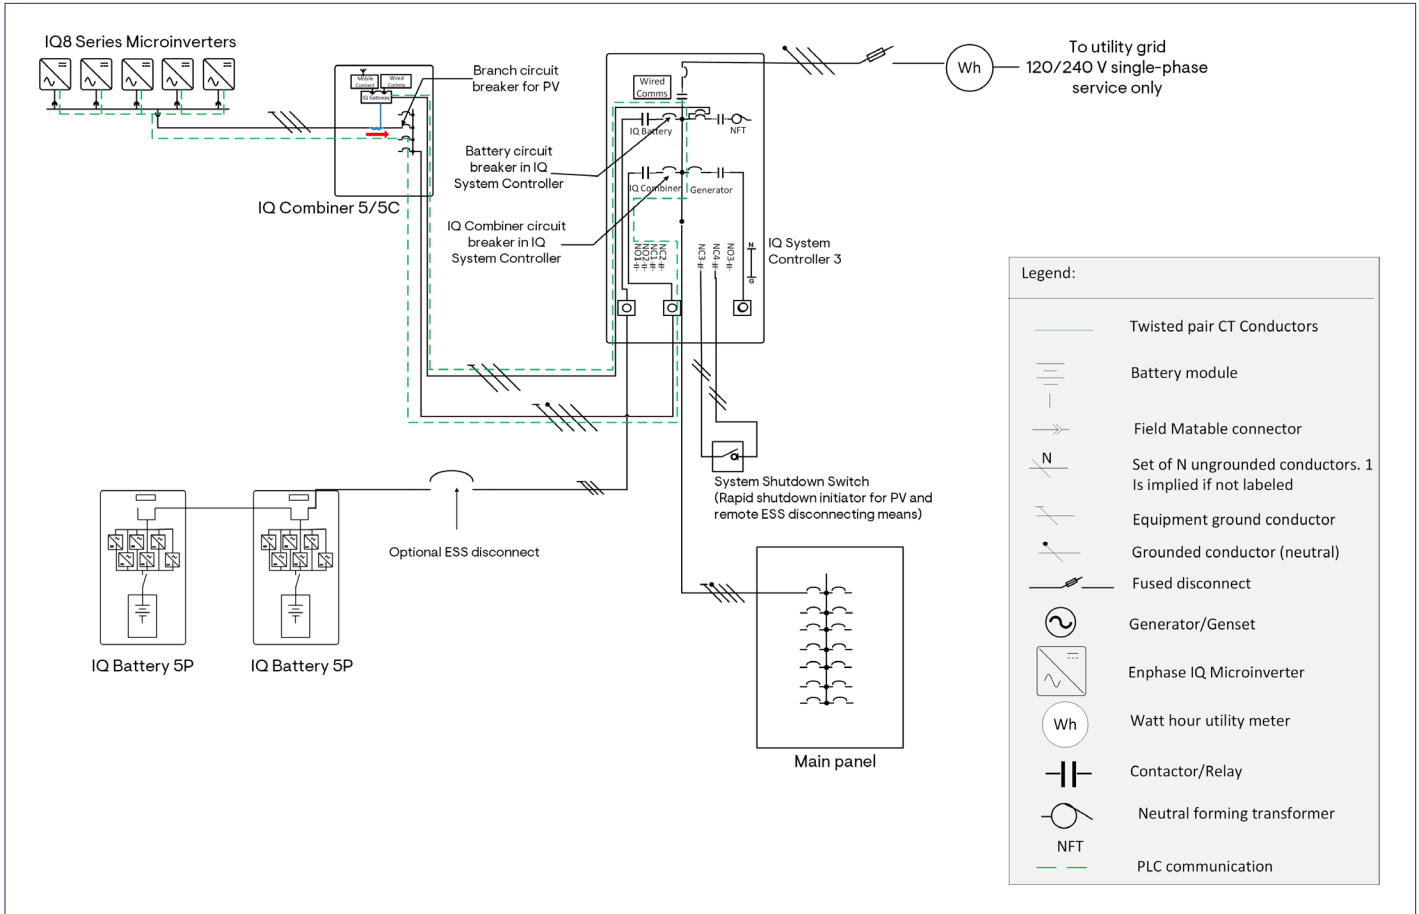 IQ8 Series Microinverters
Mobile
Connect
Wired
Comms
IQ Gateway
Branch circuit
breaker for PV
IQ Combiner 5/5C
Battery circuit
breaker in IQ
System Controller
IQ Combiner circuit
breaker in IQ
System Controller
Wired
Comms
IQ Battery
NFT
IQ Combiner
Generator
NO1
NO2
NC1
NC2
NC3
NC4
NO3
N
G
IQ System
Controller 3
Wh
To utility grid
120/240 V single-phase
service only
System Shutdown Switch
(Rapid shutdown initiator for PV and
remote ESS disconnecting means)
Optional ESS disconnect
IQ Battery 5P
IQ Battery 5P
Main panel
Legend:
Twisted pair CT Conductors
Battery module
Field Matable connector
N
Set of N ungrounded conductors. 1
Is implied if not labeled
Equipment ground conductor
Grounded conductor (neutral)
Fused disconnect
Generator/Genset
Enphase IQ Microinverter
Wh
Watt hour utility meter
Contactor/Relay
Neutral forming transformer
NFT
PLC communication